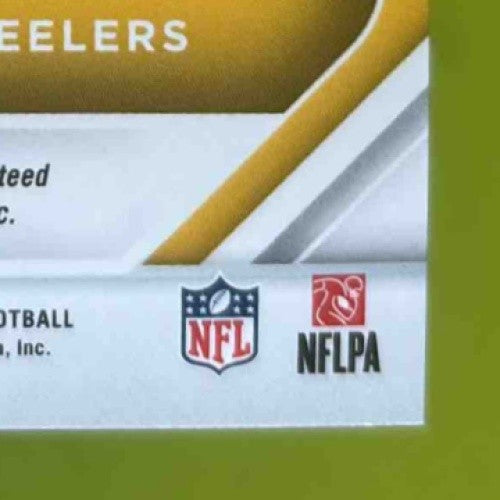 EELERS
teed
c.
OTBALL
, Inc.
NFL
NFLPA